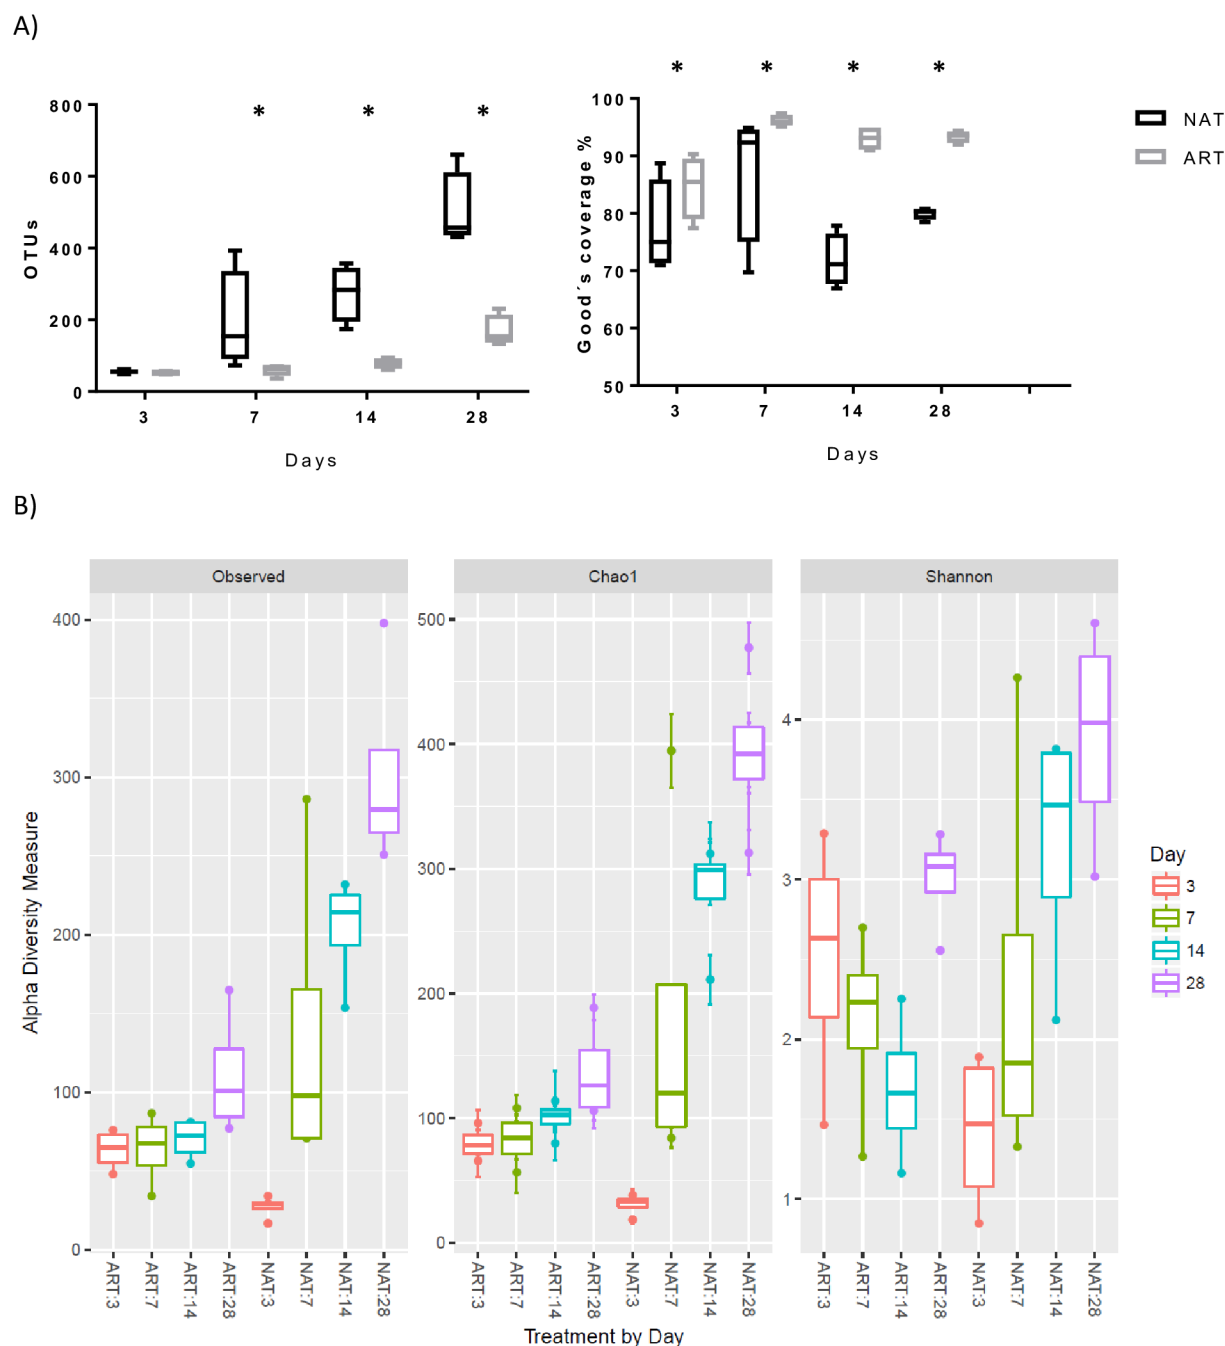 A)
* * *
* * * *
800
600
400
200
0
OTUs
3 7 14 28
Days
100
90
80
70
60
50
Good´s coverage %
3 7 14 28
Days
NAT
ART
B)
Observed
Chao1
Shannon
Alpha Diversity Measure
400
300
200
100
0
500
400
300
200
100
0
4
3
2
1
ART:3 ART:7 ART:14 ART:28 NAT:3 NAT:7 NAT:14 NAT:28
ART:3 ART:7 ART:14 ART:28 NAT:3 NAT:7 NAT:14 NAT:28
ART:3 ART:7 ART:14 ART:28 NAT:3 NAT:7 NAT:14 NAT:28
Treatment by Day
Day
3
7
14
28